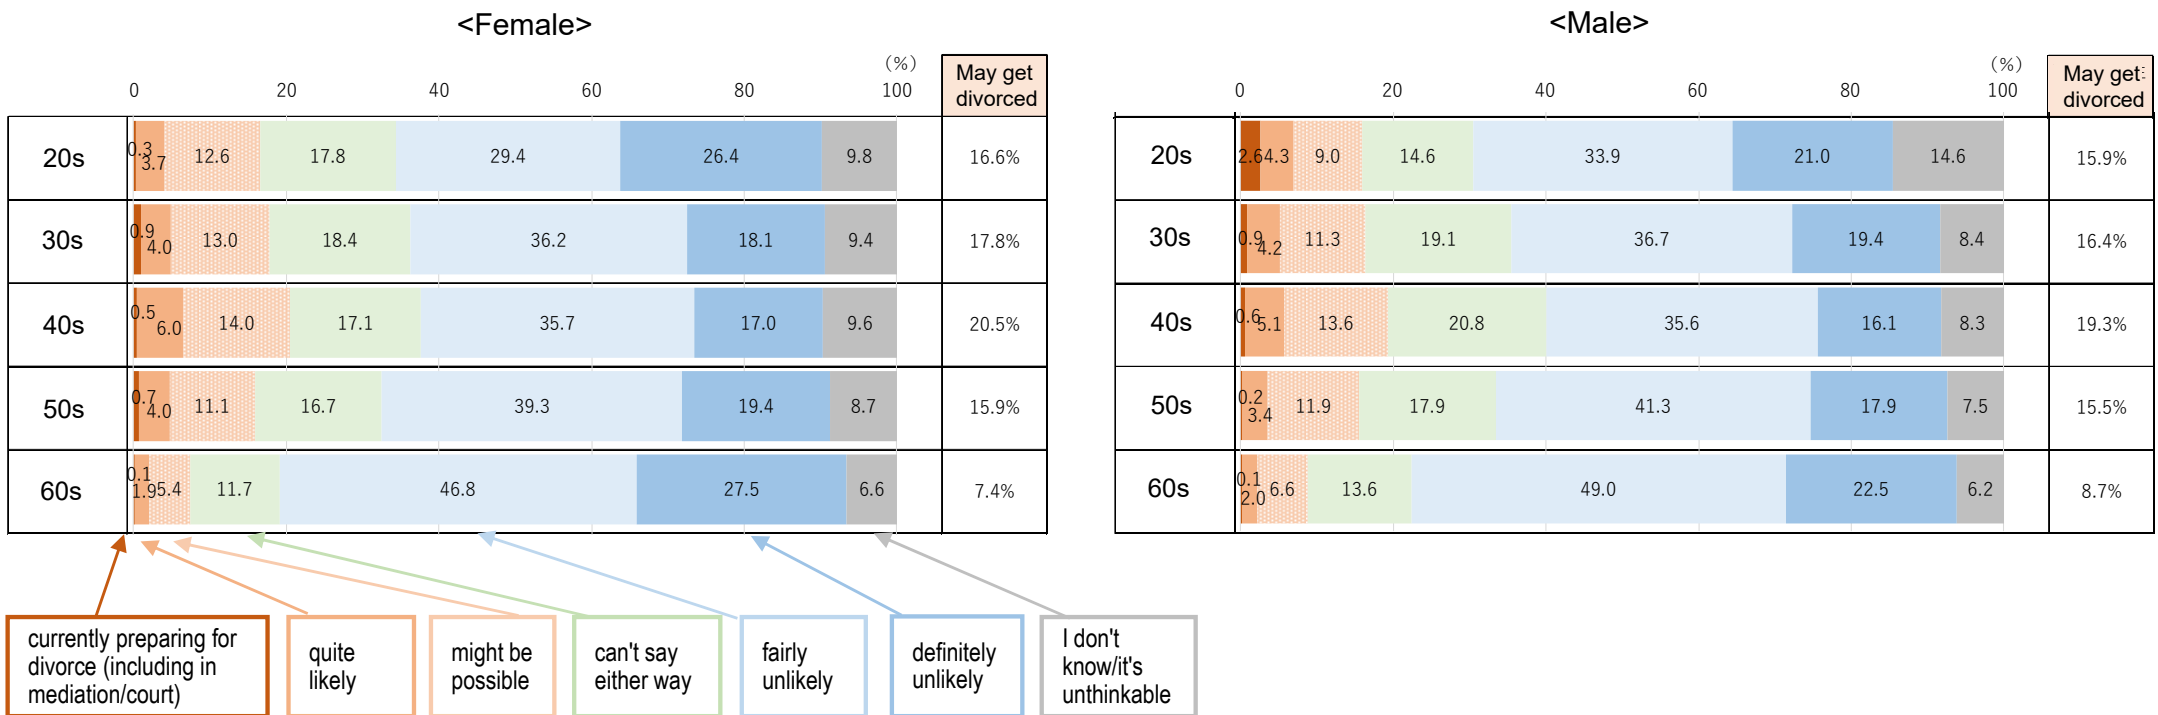 <Female>
(%)
0 20 40 60 80 100
May get
divorced
20s 0.3 3.7 12.6 17.8 29.4 26.4 9.8 16.6%
30s 0.9 4.0 13.0 18.4 36.2 18.1 9.4 17.8%
40s 0.5 6.0 14.0 17.1 35.7 17.0 9.6 20.5%
50s 0.7 4.0 11.1 16.7 39.3 19.4 8.7 15.9%
60s 0.1 1.9 5.4 11.7 46.8 27.5 6.6 7.4%
<Male>
(%)
0 20 40 60 80 100
May get
divorced
20s 2.6 4.3 9.0 14.6 33.9 21.0 14.6 15.9%
30s 0.9 4.2 11.3 19.1 36.7 19.4 8.4 16.4%
40s 0.6 5.1 13.6 20.8 35.6 16.1 8.3 19.3%
50s 0.2 3.4 11.9 17.9 41.3 17.9 7.5 15.5%
60s 0.1 2.0 6.6 13.6 49.0 22.5 6.2 8.7%
currently preparing for
divorce (including in
mediation/court)
quite
likely
might be
possible
can't say
either way
fairly
unlikely
definitely
unlikely
I don't
know/it's
unthinkable